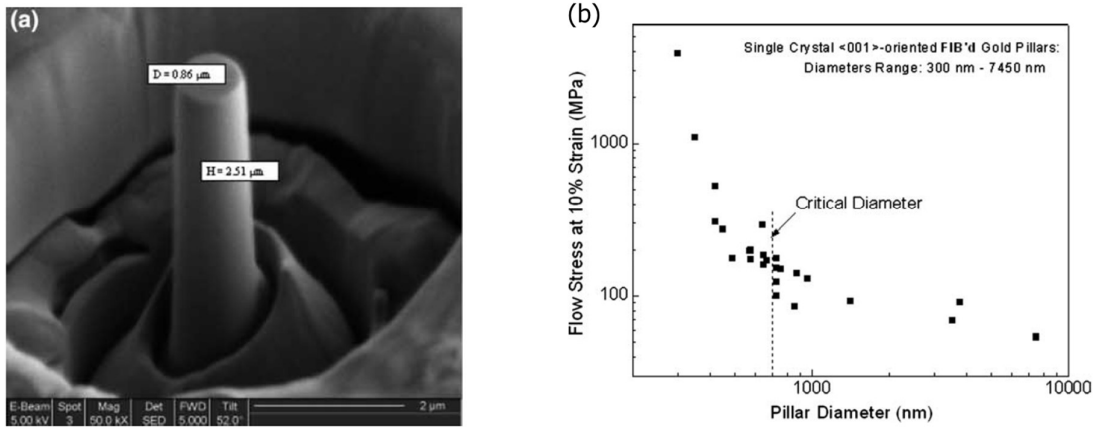 (a)
D = 0.86 µm
H = 2.51 µm
E-Beam Spot Mag Det FWD Tilt
5.00 kV 3 50.0 kX SED 5.000 52.0° 2 µm
(b)
Single Crystal <001>-oriented FIB'd Gold Pillars:
Diameters Range: 300 nm - 7450 nm
Flow Stress at 10% Strain (MPa)
1000
Critical Diameter
100
1000 10000
Pillar Diameter (nm)